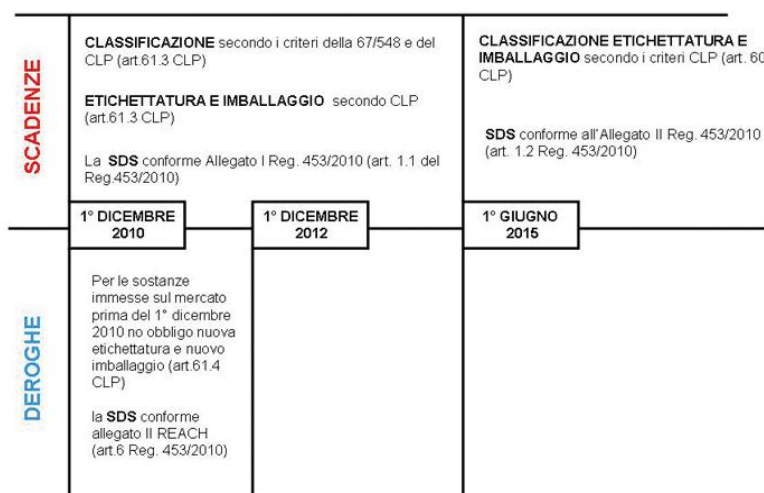 SCADENZE
CLASSIFICAZIONE secondo i criteri della 67/548 e del
CLP (art.61.3 CLP)
ETICHETTATURA E IMBALLAGGIO secondo CLP
(art.61.3 CLP)
La SDS conforme Allegato I Reg. 453/2010 (art. 1.1 del
Reg.453/2010)
CLASSIFICAZIONE ETICHETTATURA E
IMBALLAGGIO secondo i criteri CLP (art. 60
CLP)
SDS conforme all'Allegato II Reg. 453/2010
(art. 1.2 Reg. 453/2010)
1° DICEMBRE
2010
1° DICEMBRE
2012
1° GIUGNO
2015
DEROGHE
Per le sostanze
immesse sul mercato
prima del 1° dicembre
2010 no obbligo nuova
etichettatura e nuovo
imballaggio (art.61.4
CLP)
la SDS conforme
allegato II REACH
(art.6 Reg. 453/2010)